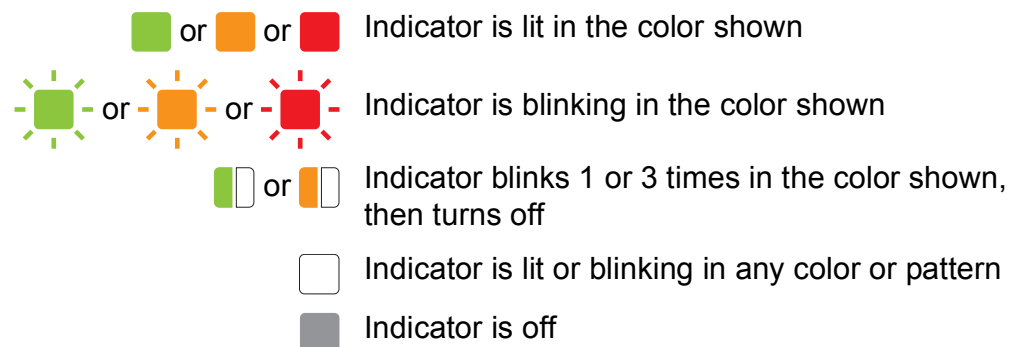 or or Indicator is lit in the color shown
or or Indicator is blinking in the color shown
or Indicator blinks 1 or 3 times in the color shown,
then turns off
Indicator is lit or blinking in any color or pattern
Indicator is off